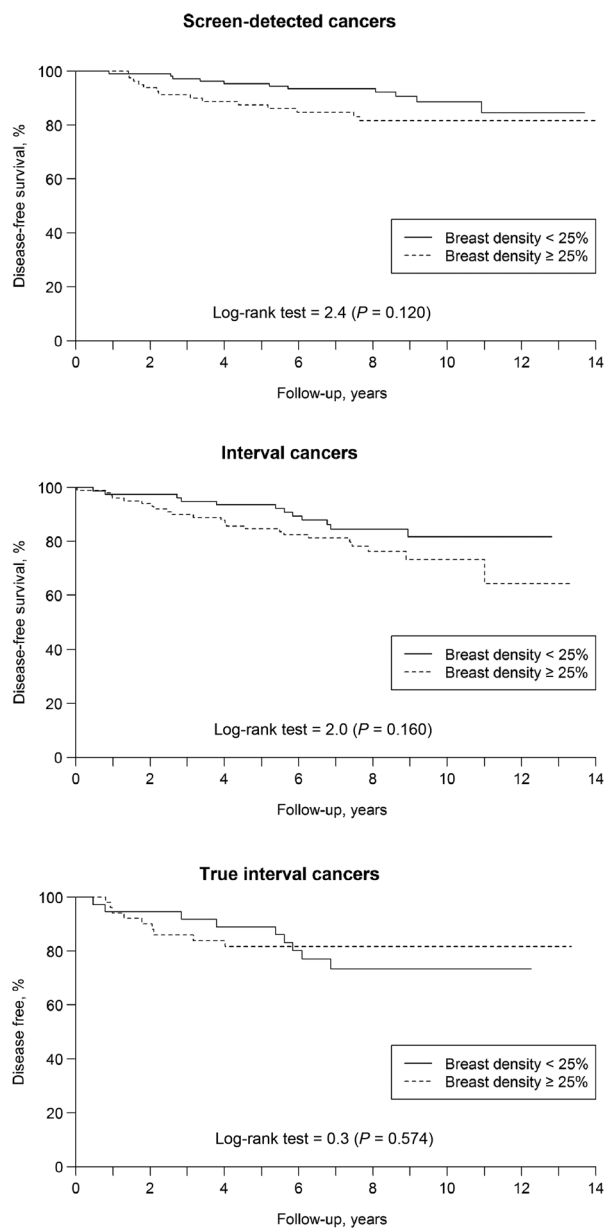 Screen-detected cancers
100
80
60
40
20
0
Disease-free survival, %
Breast density < 25%
Breast density ≥ 25%
Log-rank test = 2.4 (P = 0.120)
0 2 4 6 8 10 12 14
Follow-up, years
Interval cancers
100
80
60
40
20
0
Disease-free survival, %
Breast density < 25%
Breast density ≥ 25%
Log-rank test = 2.0 (P = 0.160)
0 2 4 6 8 10 12 14
Follow-up, years
True interval cancers
100
80
60
40
20
0
Disease free, %
Breast density < 25%
Breast density ≥ 25%
Log-rank test = 0.3 (P = 0.574)
0 2 4 6 8 10 12 14
Follow-up, years